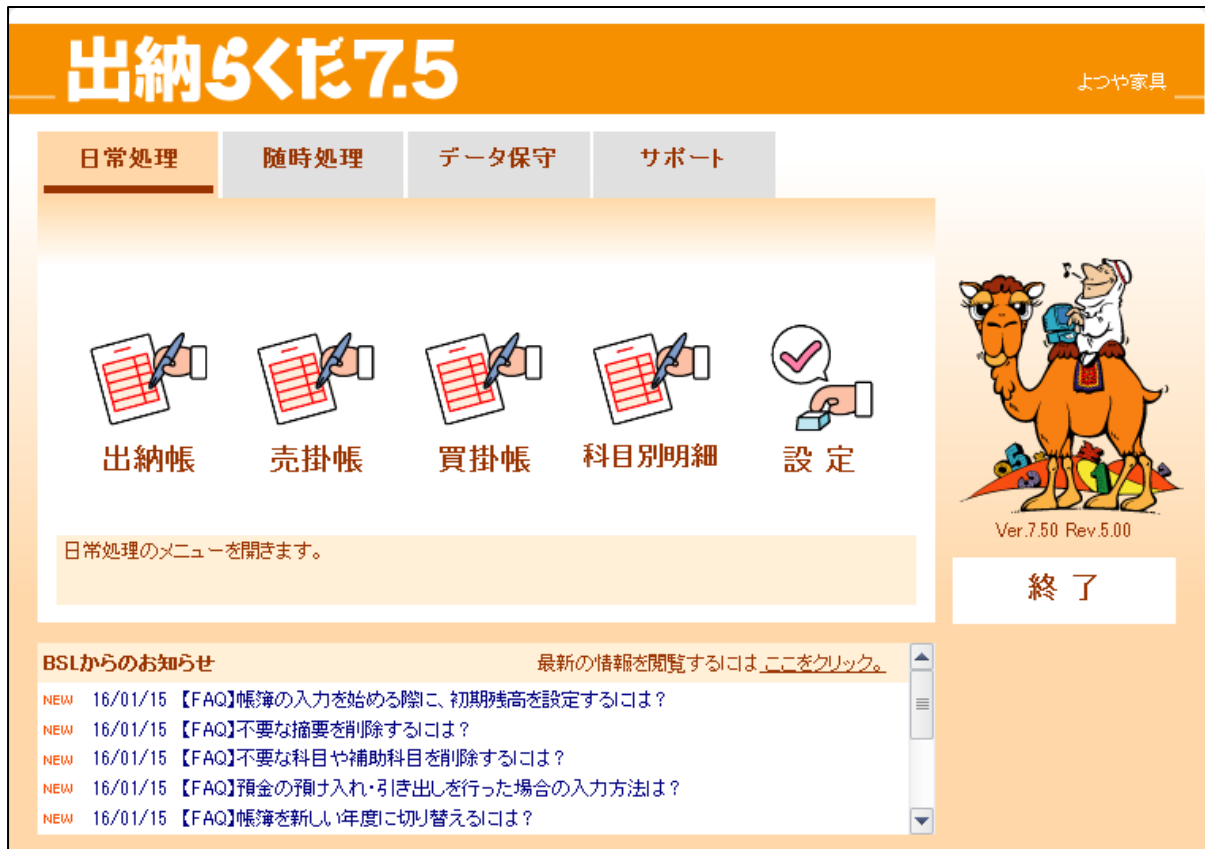 出納らくだ7.5
よつや家具
日常処理 随時処理 データ保守 サポート
出納帳 売掛帳 買掛帳 科目別明細 設 定
日常処理のメニューを開きます。
Ver.7.50 Rev.5.00
終 了
BSLからのお知らせ 最新の情報を閲覧するには ここをクリック。
NEW 16/01/15 【FAQ】帳簿の入力を始める際に、初期残高を設定するには？
NEW 16/01/15 【FAQ】不要な摘要を削除するには？
NEW 16/01/15 【FAQ】不要な科目や補助科目を削除するには？
NEW 16/01/15 【FAQ】預金の預け入れ・引き出しを行った場合の入力方法は？
NEW 16/01/15 【FAQ】帳簿を新しい年度に切り替えるには？